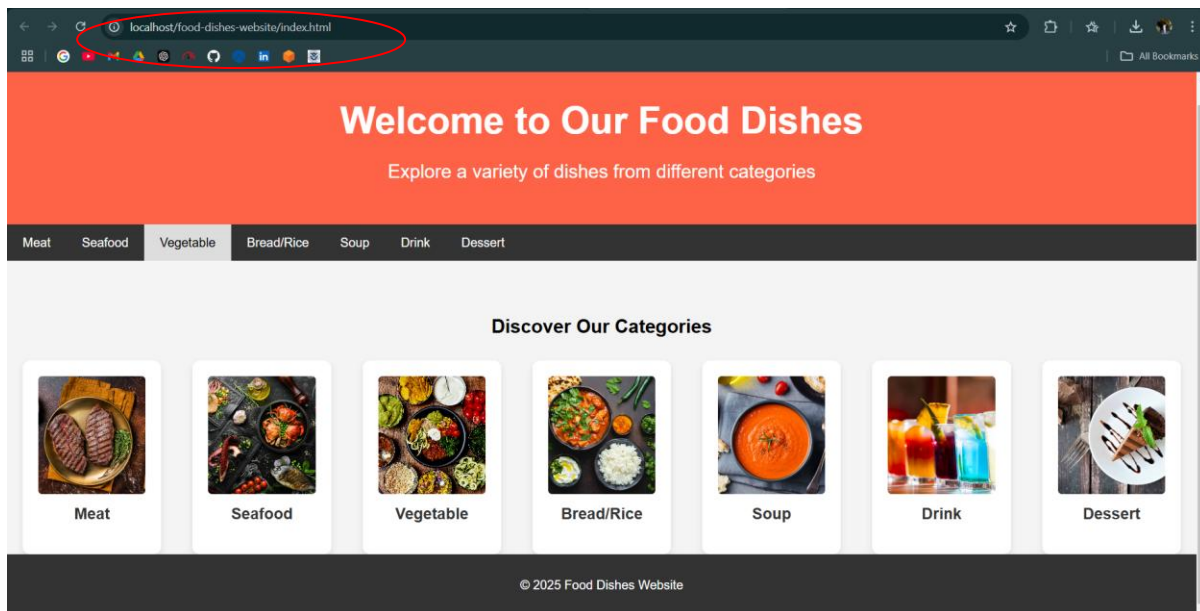 localhost/food-dishes-website/index.html
All Bookmarks
Welcome to Our Food Dishes
Explore a variety of dishes from different categories
Meat Seafood Vegetable Bread/Rice Soup Drink Dessert
Discover Our Categories
Meat Seafood Vegetable Bread/Rice Soup Drink Dessert
© 2025 Food Dishes Website